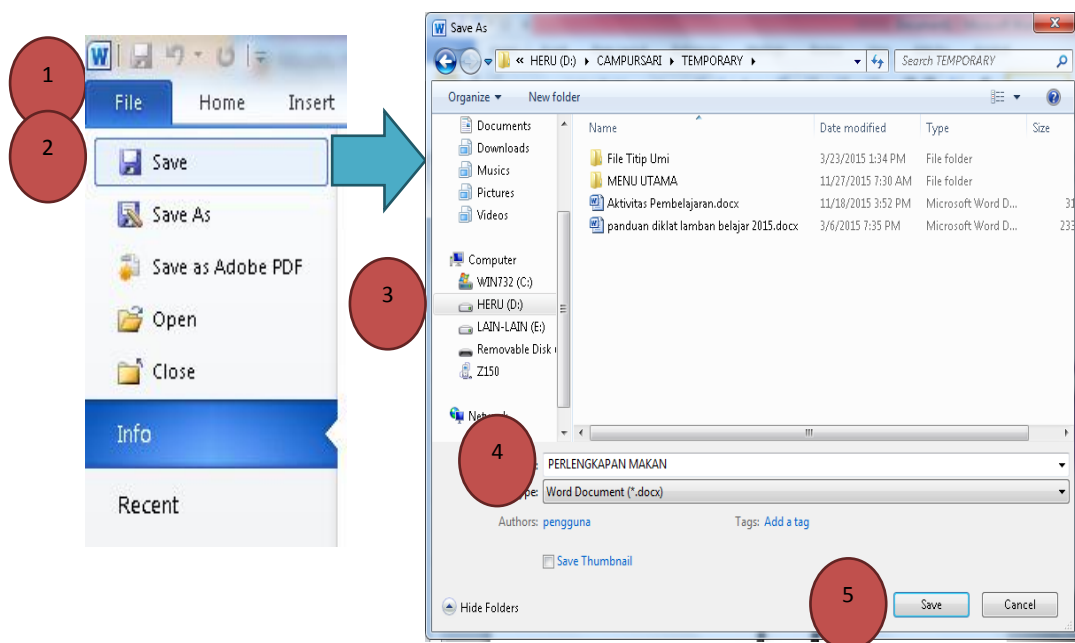 1
File Home Insert
2
Save
Save As
Save as Adobe PDF
Open
Close
Info
Recent
W Save As
« HERU (D:) CAMPURSARI TEMPORARY
Search TEMPORARY
Organize New folder
Documents
Downloads
Musics
Pictures
Videos
Computer
WIN732 (C:)
3
HERU (D:)
LAIN-LAIN (E:)
Removable Disk
Z150
Name Date modified Type Size
File Titip Umi 3/23/2015 1:34 PM File folder
MENU UTAMA 11/27/2015 7:30 AM File folder
Aktivitas Pembelajaran.docx 11/18/2015 3:52 PM Microsoft Word D... 31
panduan diklat lamban belajar 2015.docx 3/6/2015 7:35 PM Microsoft Word D... 233
4
PERLENGKAPAN MAKAN
Word Document (*.docx)
Authors: pengguna Tags: Add a tag
Save Thumbnail
Hide Folders
5
Save Cancel